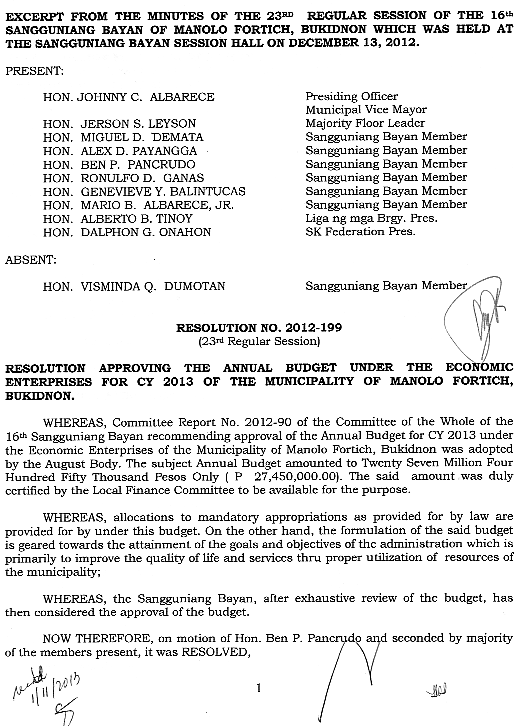 EXCERPT FROM THE MINUTES OF THE 23RD REGULAR SESSION OF THE 16th
SANGGUNIANG BAYAN OF MANOLO FORTICH, BUKIDNON WHICH WAS HELD AT
THE SANGGUNIANG BAYAN SESSION HALL ON DECEMBER 13, 2012.
PRESENT:
HON. JOHNNY C. ALBARECE Presiding Officer
Municipal Vice Mayor
HON. JERSON S. LEYSON Majority Floor Leader
HON. MIGUEL D. DEMATA Sangguniang Bayan Member
HON. ALEX D. PAYANGGA Sangguniang Bayan Member
HON. BEN P. PANCRUDO Sangguniang Bayan Member
HON. RONULFO D. GANAS Sangguniang Bayan Member
HON. GENEVIEVE Y. BALINTUCAS Sangguniang Bayan Member
HON. MARIO B. ALBARECE, JR. Sangguniang Bayan Member
HON. ALBERTO B. TINOY Liga ng mga Brgy. Pres.
HON. DALPHON G. ONAHON SK Federation Pres.
ABSENT:
HON. VISMINDA Q. DUMOTAN Sangguniang Bayan Member
RESOLUTION NO. 2012-199
(23rd Regular Session)
RESOLUTION APPROVING THE ANNUAL BUDGET UNDER THE ECONOMIC
ENTERPRISES FOR CY 2013 OF THE MUNICIPALITY OF MANOLO FORTICH,
BUKIDNON.
WHEREAS, Committee Report No. 2012-90 of the Committee of the Whole of the
16th Sangguniang Bayan recommending approval of the Annual Budget for CY 2013 under
the Economic Enterprises of the Municipality of Manolo Fortich, Bukidnon was adopted
by the August Body. The subject Annual Budget amounted to Twenty Seven Million Four
Hundred Fifty Thousand Pesos Only ( P 27,450,000.00). The said amount was duly
certified by the Local Finance Committee to be available for the purpose.
WHEREAS, allocations to mandatory appropriations as provided for by law are
provided for by under this budget. On the other hand, the formulation of the said budget
is geared towards the attainment of the goals and objectives of the administration which is
primarily to improve the quality of life and services thru proper utilization of resources of
the municipality;
WHEREAS, the Sangguniang Bayan, after exhaustive review of the budget, has
then considered the approval of the budget.
NOW THEREFORE, on motion of Hon. Ben P. Pancrudo and seconded by majority
of the members present, it was RESOLVED,
1/11/2013
1